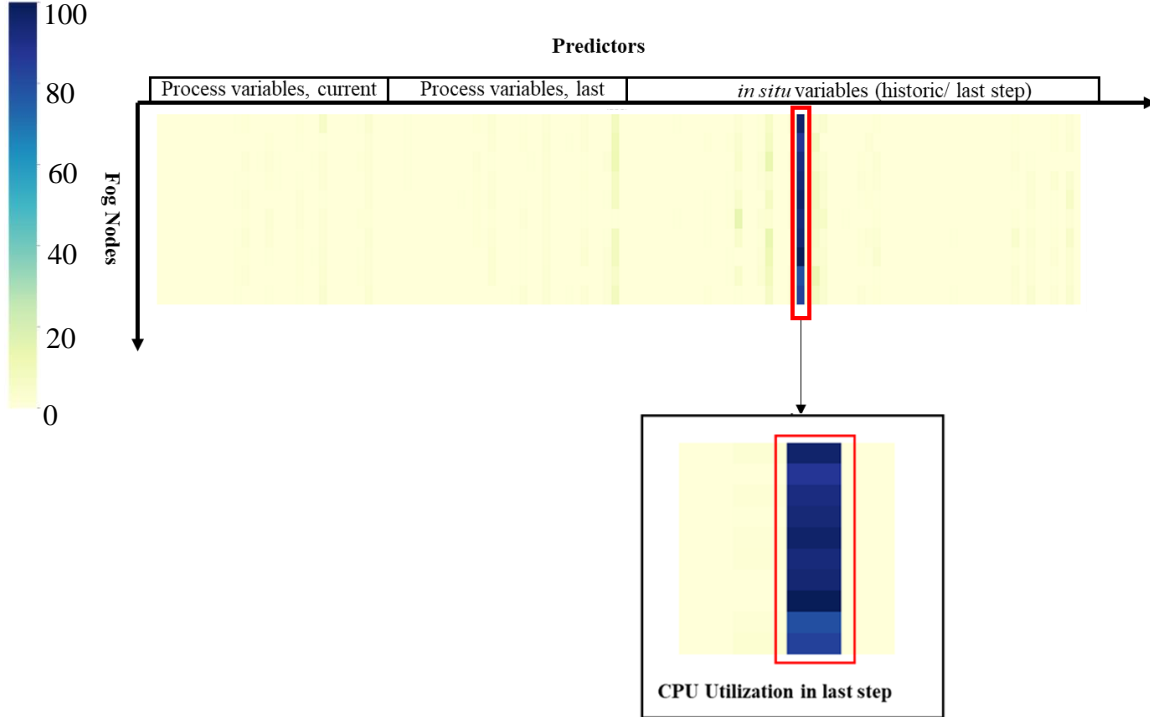 100
80
60
40
20
0
Predictors
Process variables, current
Process variables, last
in situ variables (historic/ last step)
Fog Nodes
CPU Utilization in last step